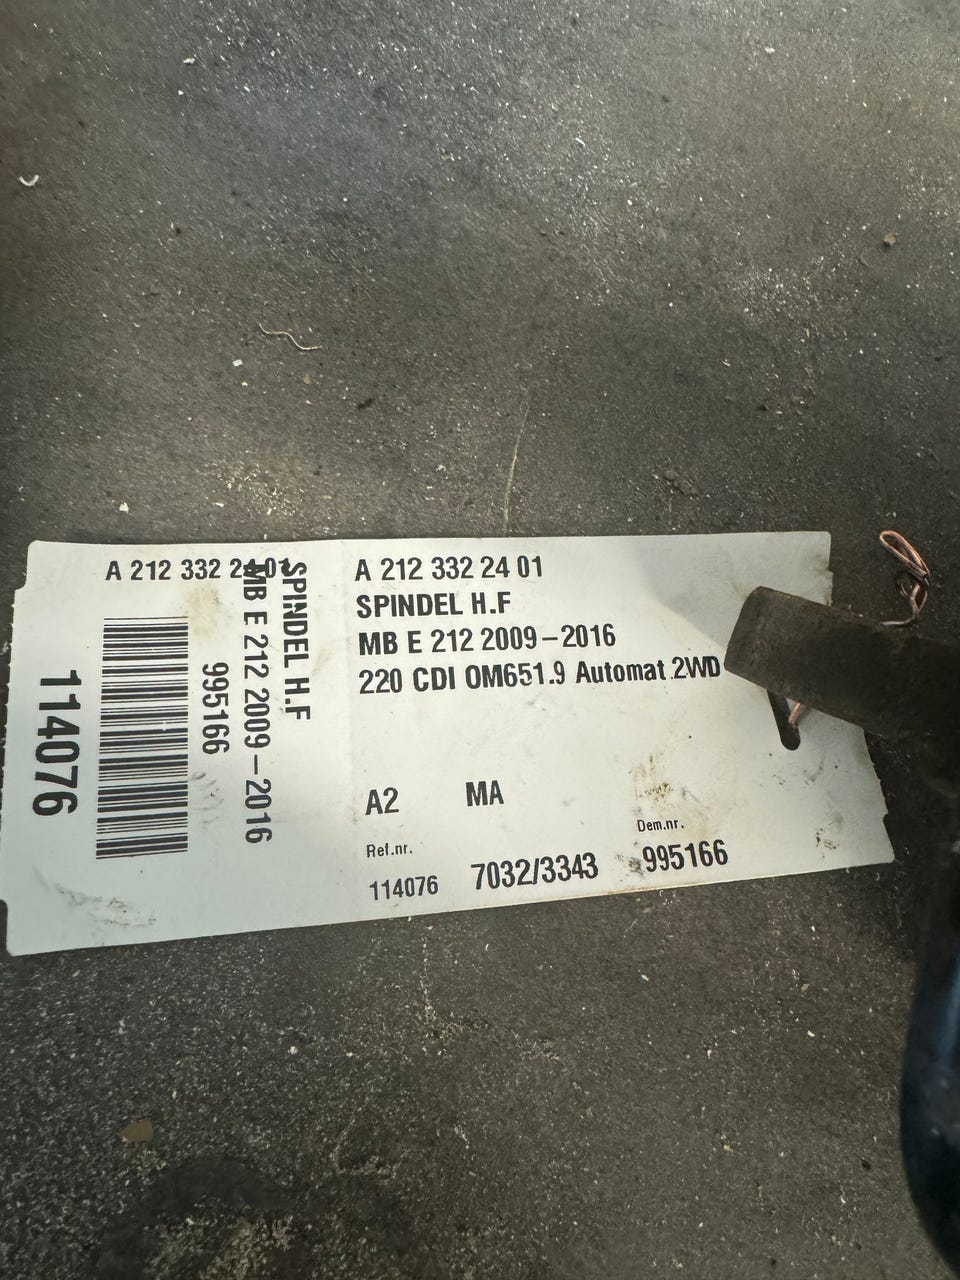 A 212 332 24 01
SPINDEL H.F
MB E 212 2009-2016
995166
114076
A 212 332 24 01
SPINDEL H.F
MB E 212 2009-2016
220 CDI OM651.9 Automat 2WD
A2 MA
Ref.nr. Dem.nr.
114076 7032/3343 995166